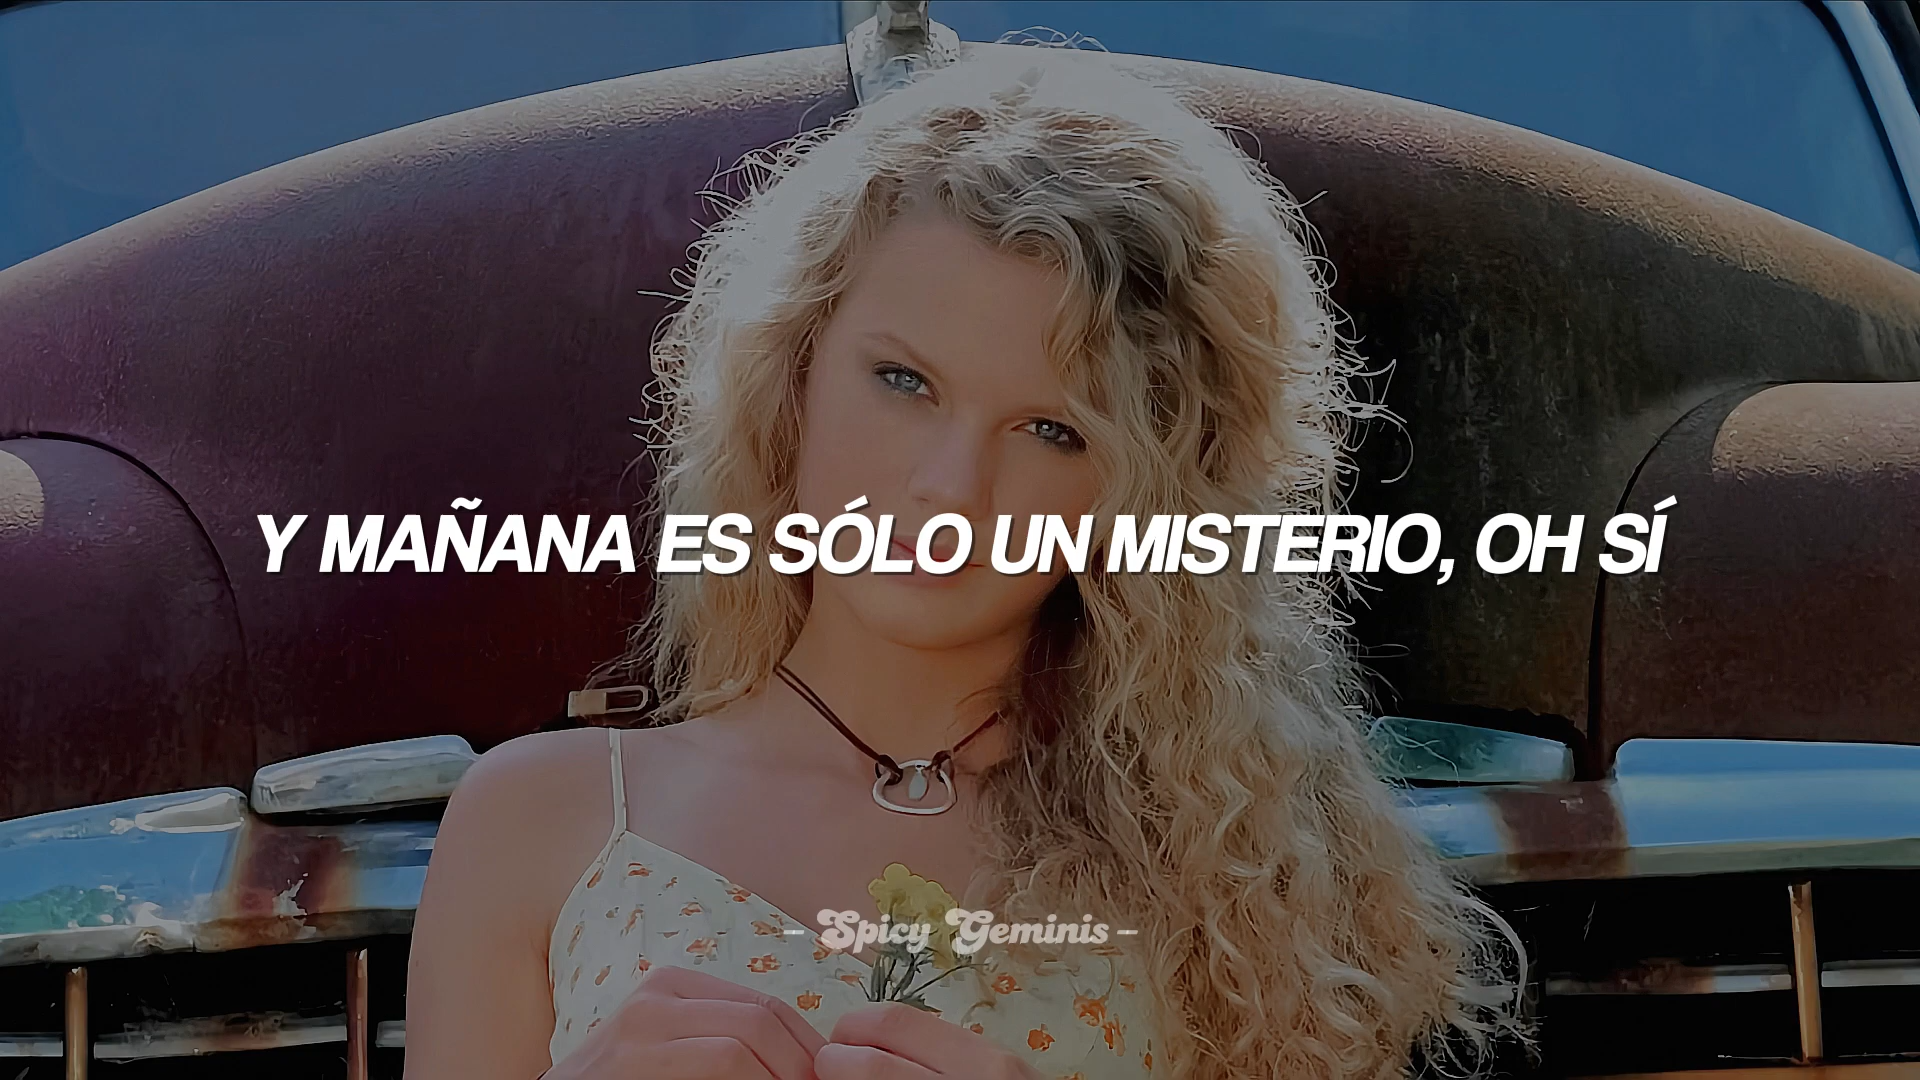 Y MAÑANA ES SÓLO UN MISTERIO, OH SÍ
- Spicy Geminis -